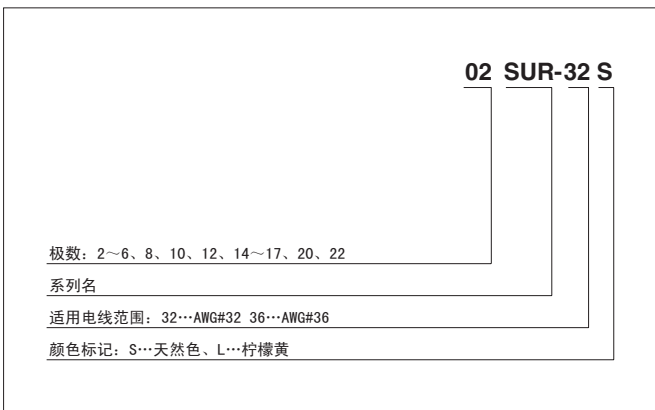 02 SUR-32 S
极数：2～6、8、10、12、14～17、20、22
系列名
适用电线范围：32…AWG#32 36…AWG#36
颜色标记：S…天然色、L…柠檬黄